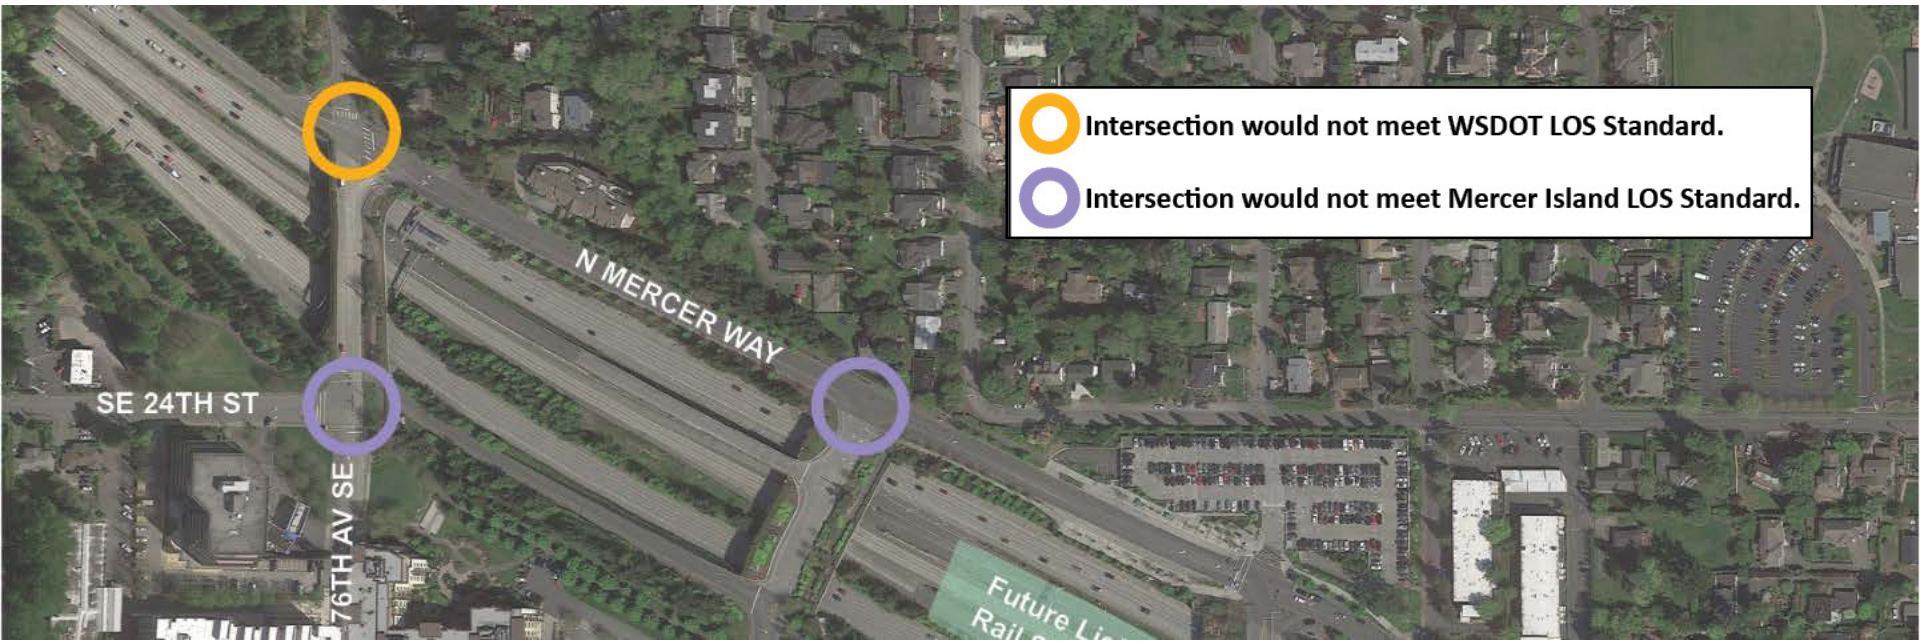 Intersection would not meet WSDOT LOS Standard.
Intersection would not meet Mercer Island LOS Standard.
N MERCER WAY
SE 24TH ST
76TH AV SE
Future
Rail